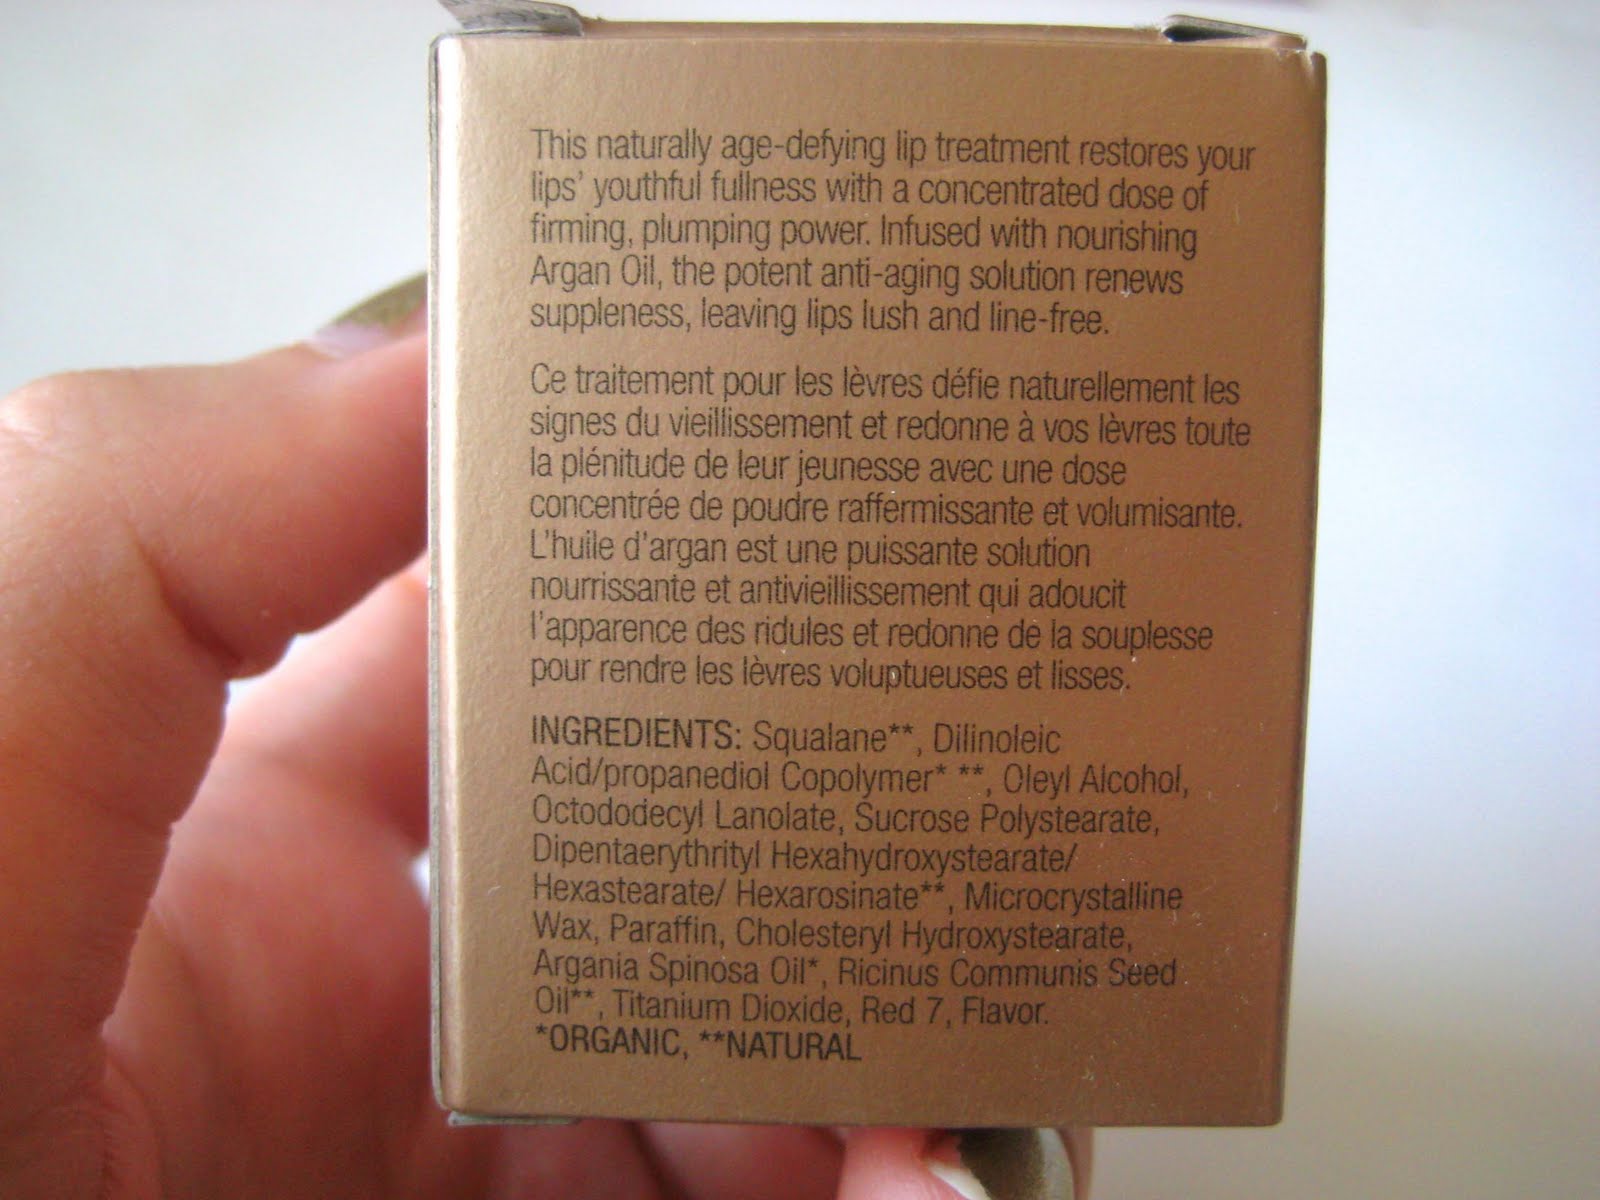 This naturally age-defying lip treatment restores your
lips' youthful fullness with a concentrated dose of
firming, plumping power. Infused with nourishing
Argan Oil, the potent anti-aging solution renews
suppleness, leaving lips lush and line-free.
Ce traitement pour les lèvres défie naturellement les
signes du vieillissement et redonne à vos lèvres toute
la plénitude de leur jeunesse avec une dose
concentrée de poudre raffermissante et volumisante.
L'huile d'argan est une puissante solution
nourrissante et antivieillissement qui adoucit
l'apparence des ridules et redonne de la souplesse
pour rendre les lèvres voluptueuses et lisses.
INGREDIENTS: Squalane**, Dilinoleic
Acid/propanediol Copolymer* **, Oleyl Alcohol,
Octododecyl Lanolate, Sucrose Polystearate,
Dipentaerythrityl Hexahydroxystearate/
Hexastearate/ Hexarosinate**, Microcrystalline
Wax, Paraffin, Cholesteryl Hydroxystearate,
Argania Spinosa Oil*, Ricinus Communis Seed
Oil**, Titanium Dioxide, Red 7, Flavor.
*ORGANIC, **NATURAL